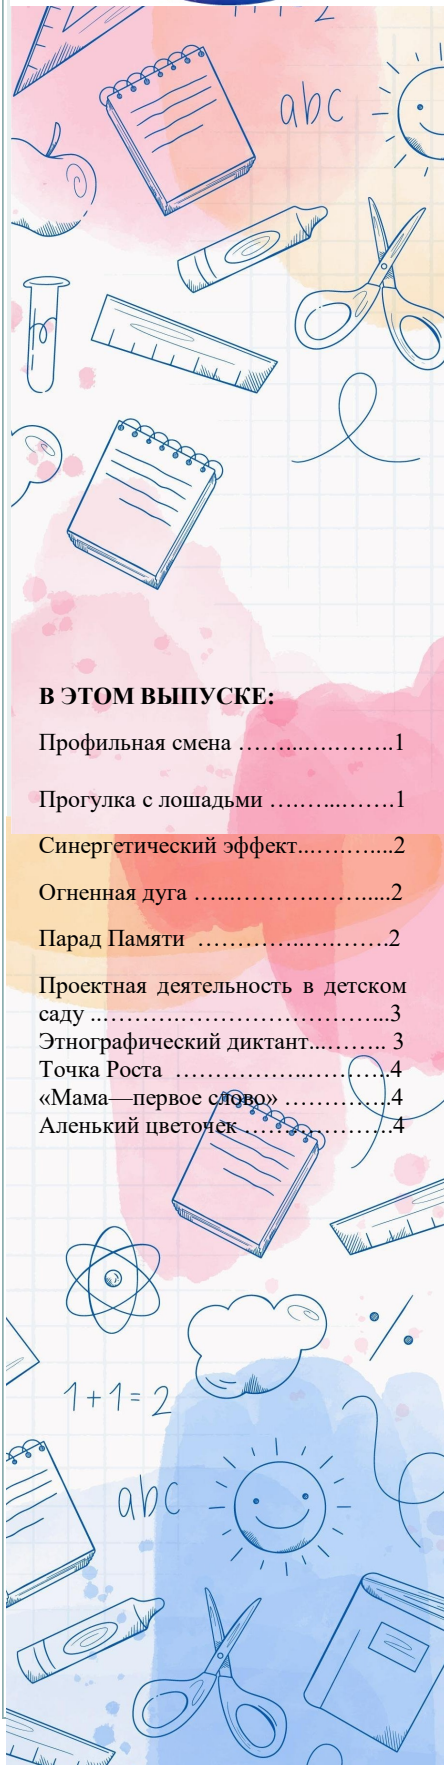 +++2
abc
В ЭТОМ ВЫПУСКЕ:
Профильная смена ……...….……..1
Прогулка с лошадьми ….…...…….1
Синергетический эффект...……....2
Огненная дуга …...……….…….....2
Парад Памяти …………..……….2
Проектная деятельность в детском
саду ..………………………………...3
Этнографический диктант...…….. 3
Точка Роста ……………..……….4
«Мама—первое слово» ………….4
Аленький цветочек ……………….4
1+1=2
abc